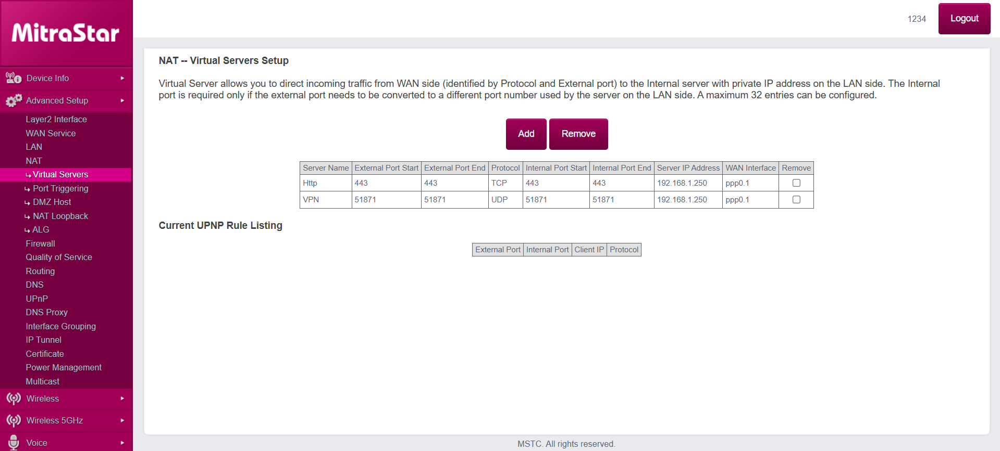 MitraStar
1234
Logout
Device Info
Advanced Setup
Layer2 Interface
WAN Service
LAN
NAT
Virtual Servers
Port Triggering
DMZ Host
NAT Loopback
ALG
Firewall
Quality of Service
Routing
DNS
UPnP
DNS Proxy
Interface Grouping
IP Tunnel
Certificate
Power Management
Multicast
Wireless
Wireless 5GHz
Voice
NAT -- Virtual Servers Setup
Virtual Server allows you to direct incoming traffic from WAN side (identified by Protocol and External port) to the Internal server with private IP address on the LAN side. The Internal
port is required only if the external port needs to be converted to a different port number used by the server on the LAN side. A maximum 32 entries can be configured.
Add Remove
Server Name External Port Start External Port End Protocol Internal Port Start Internal Port End Server IP Address WAN Interface Remove
Http 443 443 TCP 443 443 192.168.1.250 ppp0.1
VPN 51871 51871 UDP 51871 51871 192.168.1.250 ppp0.1
Current UPNP Rule Listing
External Port Internal Port Client IP Protocol
MSTC. All rights reserved.